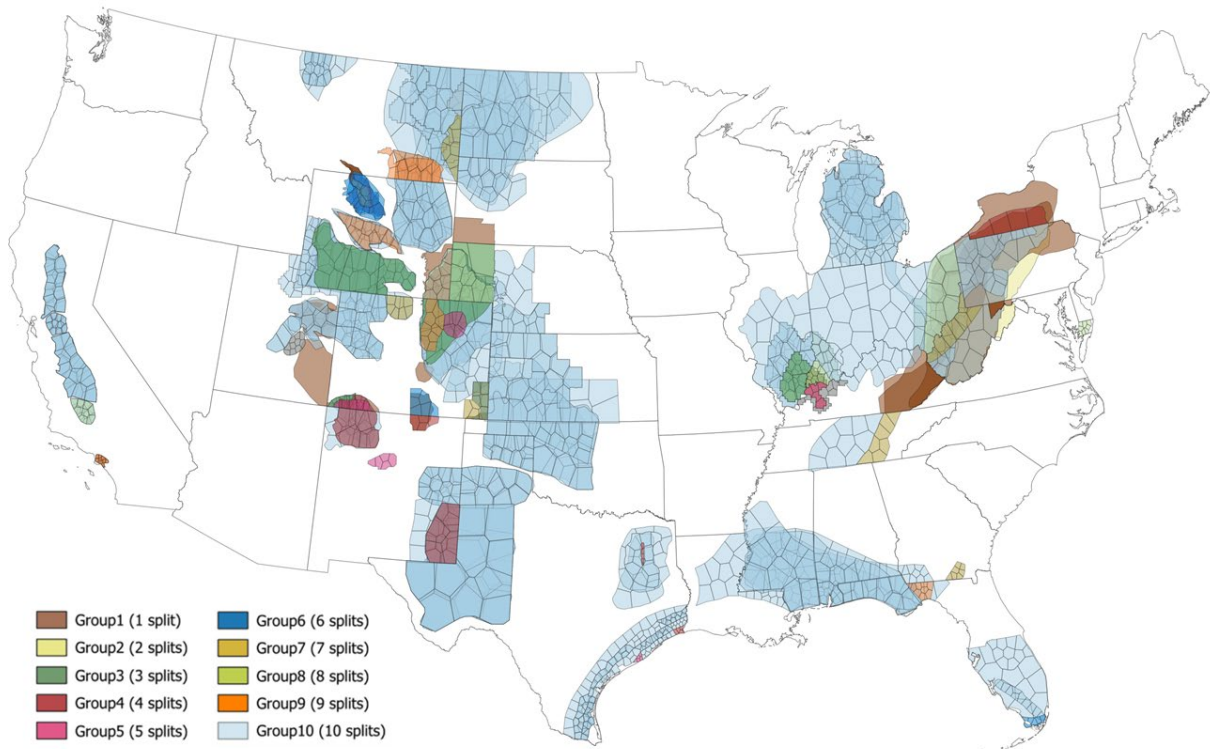 Group1 (1 split)
Group2 (2 splits)
Group3 (3 splits)
Group4 (4 splits)
Group5 (5 splits)
Group6 (6 splits)
Group7 (7 splits)
Group8 (8 splits)
Group9 (9 splits)
Group10 (10 splits)